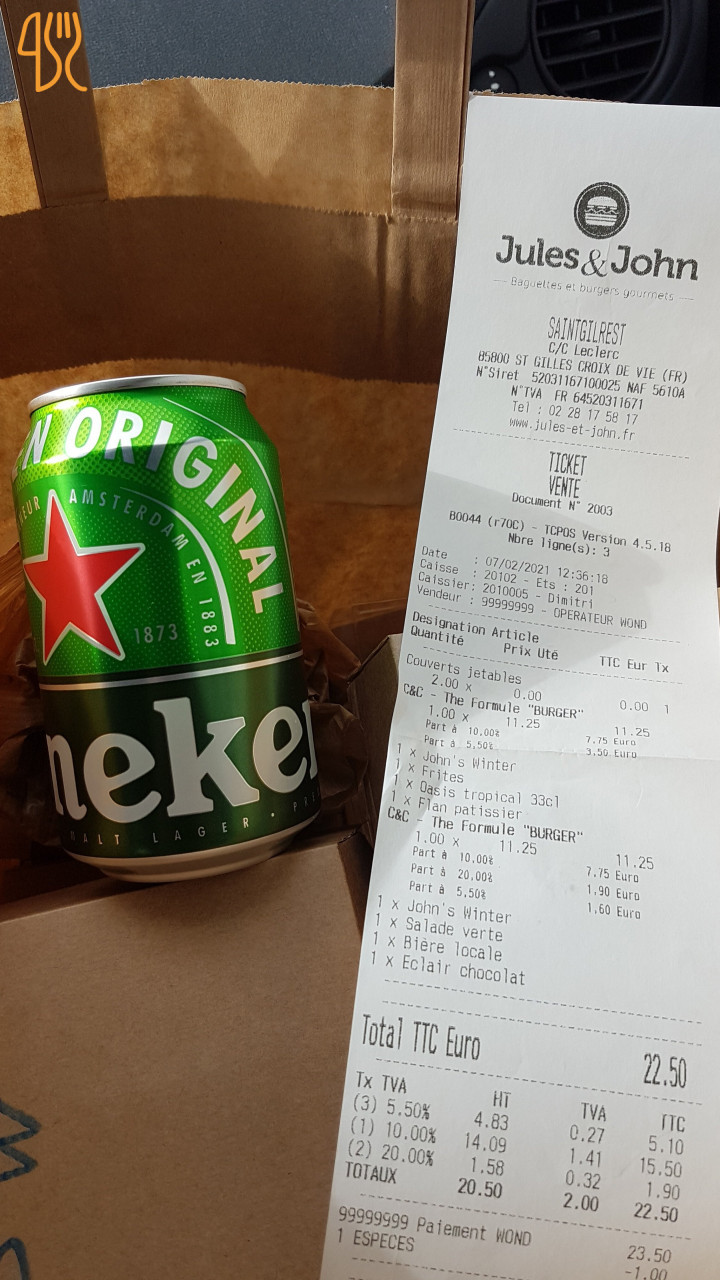 EN ORIGINAL
EUR AMSTERDAM EN 1883
1873
neke
MALT LAGER • PRE
Jules & John
Baguettes et burgers gourmets
SAINTGILREST
C/C Leclerc
85800 ST GILLES CROIX DE VIE (FR)
N°Siret 52031167100025 NAF 5610A
N°TVA FR 64520311671
Tel : 02 28 17 58 17
www.jules-et-john.fr
TICKET
VENTE
Document N° 2003
B0044 (r70C) - TCPOS Version 4.5.18
Nbre ligne(s): 3
Date : 07/02/2021 12:36:18
Caisse : 20102 - Ets : 201
Caissier: 2010005 - Dimitri
Vendeur : 99999999 - OPERATEUR WOND
Designation Article
Quantité Prix Uté TTC Eur Tx
Couverts jetables
2.00 x 0.00 0.00 1
C&C - The Formule "BURGER"
1.00 x 11.25 11.25
Part à 10,00% 7.75 Euro
Part à 5,50% 3.50 Euro
1 x John's Winter
1 x Frites
1 x Oasis tropical 33cl
1 x Flan patissier
C&C - The Formule "BURGER"
1.00 x 11.25 11.25
Part à 10,00% 7.75 Euro
Part à 20,00% 1.90 Euro
Part à 5,50% 1.60 Euro
1 x John's Winter
1 x Salade verte
1 x Bière locale
1 x Eclair chocolat
Total TTC Euro 22.50
Tx TVA HT TVA TTC
(3) 5.50% 4.83 0.27 5.10
(1) 10.00% 14.09 1.41 15.50
(2) 20.00% 1.58 0.32 1.90
TOTAUX 20.50 2.00 22.50
99999999 Paiement WOND 23.50
1 ESPECES -1.00